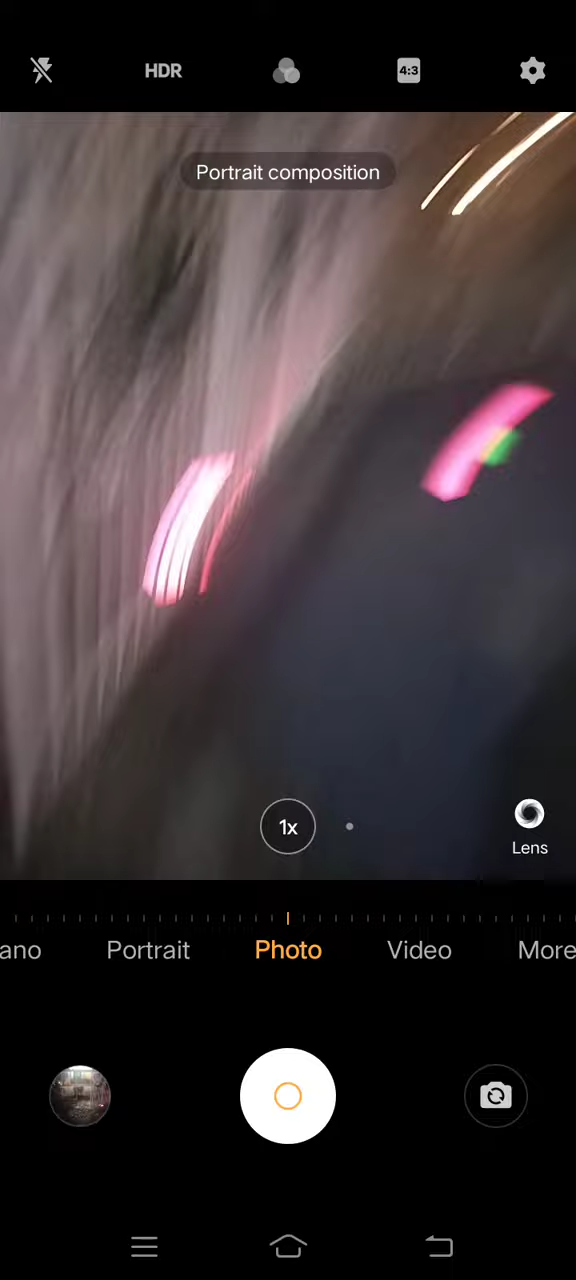 HDR
4:3
Portrait composition
1x
Lens
ano Portrait Photo Video More